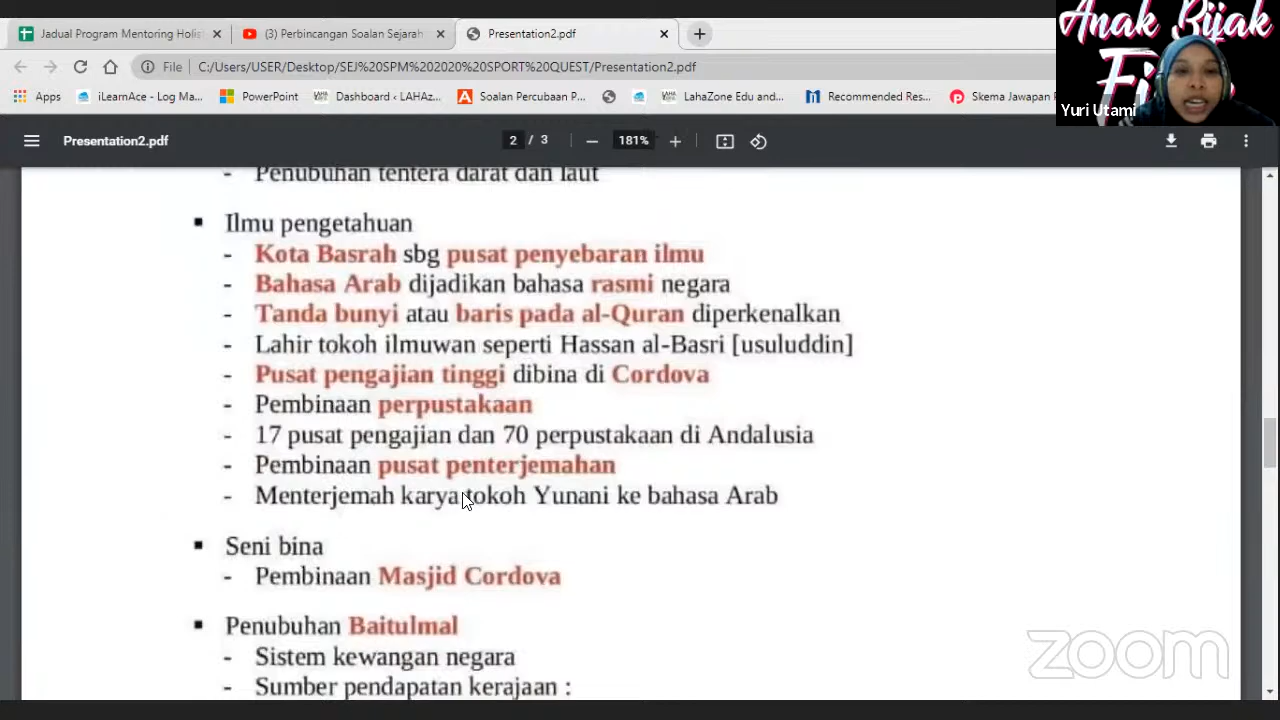 Jadual Program Mentoring Holis
(3) Perbincangan Soalan Sejarah
Presentation2.pdf
File
C:/Users/USER/Desktop/SEJ%20SPM%202020%20SPORT%20QUEST/Presentation2.pdf
Apps
iLearnAce - Log Ma...
PowerPoint
Dashboard ‹ LAHAz...
Soalan Percubaan P...
LahaZone Edu and...
Recommended Res...
Skema Jawapan
Anak Bijak
Yuri Utami
Presentation2.pdf
2 / 3
181%
- Penubuhan tentera darat dan laut
▪ Ilmu pengetahuan
- Kota Basrah sbg pusat penyebaran ilmu
- Bahasa Arab dijadikan bahasa rasmi negara
- Tanda bunyi atau baris pada al-Quran diperkenalkan
- Lahir tokoh ilmuwan seperti Hassan al-Basri [usuluddin]
- Pusat pengajian tinggi dibina di Cordova
- Pembinaan perpustakaan
- 17 pusat pengajian dan 70 perpustakaan di Andalusia
- Pembinaan pusat penterjemahan
- Menterjemah karya tokoh Yunani ke bahasa Arab
▪ Seni bina
- Pembinaan Masjid Cordova
▪ Penubuhan Baitulmal
- Sistem kewangan negara
- Sumber pendapatan kerajaan :
zoom